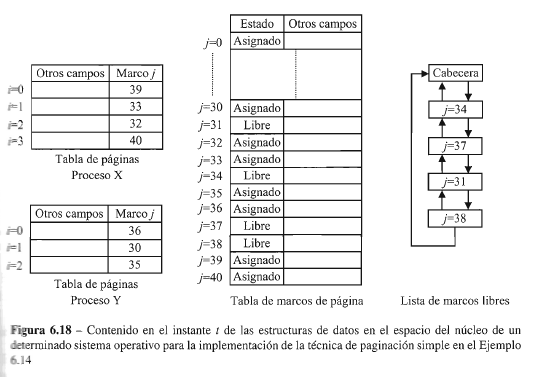 Otros campos Marco j
i=0 39
i=1 33
i=2 32
i=3 40
Tabla de páginas
Proceso X
Otros campos Marco j
i=0 36
i=1 30
i=2 35
Tabla de páginas
Proceso Y
Estado Otros campos
j=0 Asignado
j=30 Asignado
j=31 Libre
j=32 Asignado
j=33 Asignado
j=34 Libre
j=35 Asignado
j=36 Asignado
j=37 Libre
j=38 Libre
j=39 Asignado
j=40 Asignado
Tabla de marcos de página
Cabecera
j=34
j=37
j=31
j=38
Lista de marcos libres
Figura 6.18 – Contenido en el instante t de las estructuras de datos en el espacio del núcleo de un
determinado sistema operativo para la implementación de la técnica de paginación simple en el Ejemplo
6.14